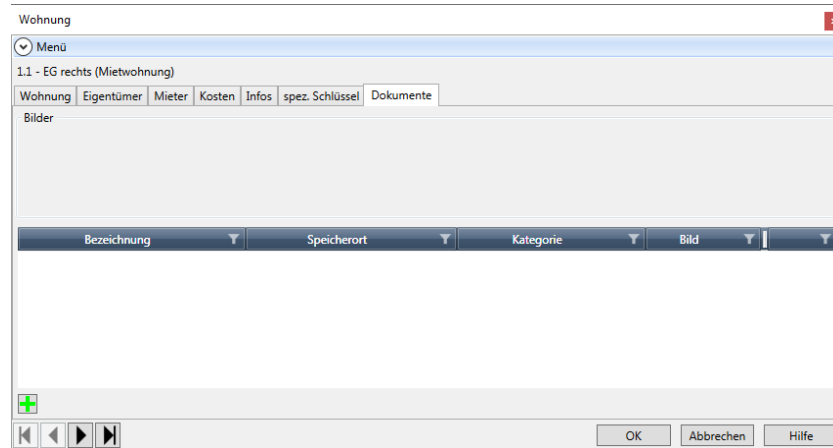 Wohnung
Menü
1.1 - EG rechts (Mietwohnung)
Wohnung Eigentümer Mieter Kosten Infos spez. Schlüssel Dokumente
Bilder
Bezeichnung Speicherort Kategorie Bild
OK Abbrechen Hilfe